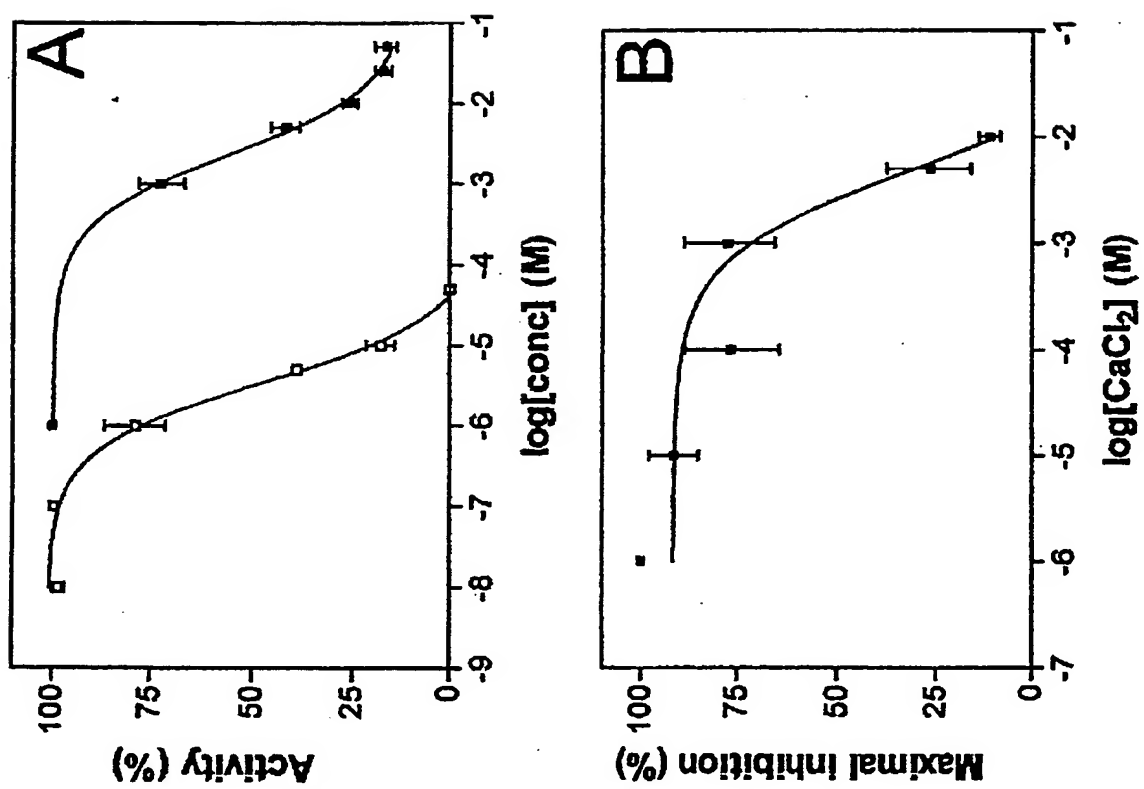 A
Activity (%)
100
75
50
25
0
-9 -8 -7 -6 -5 -4 -3 -2 -1
log[conc] (M)
B
Maximal inhibition (%)
100
75
50
25
0
-7 -6 -5 -4 -3 -2 -1
log[CaCl₂] (M)